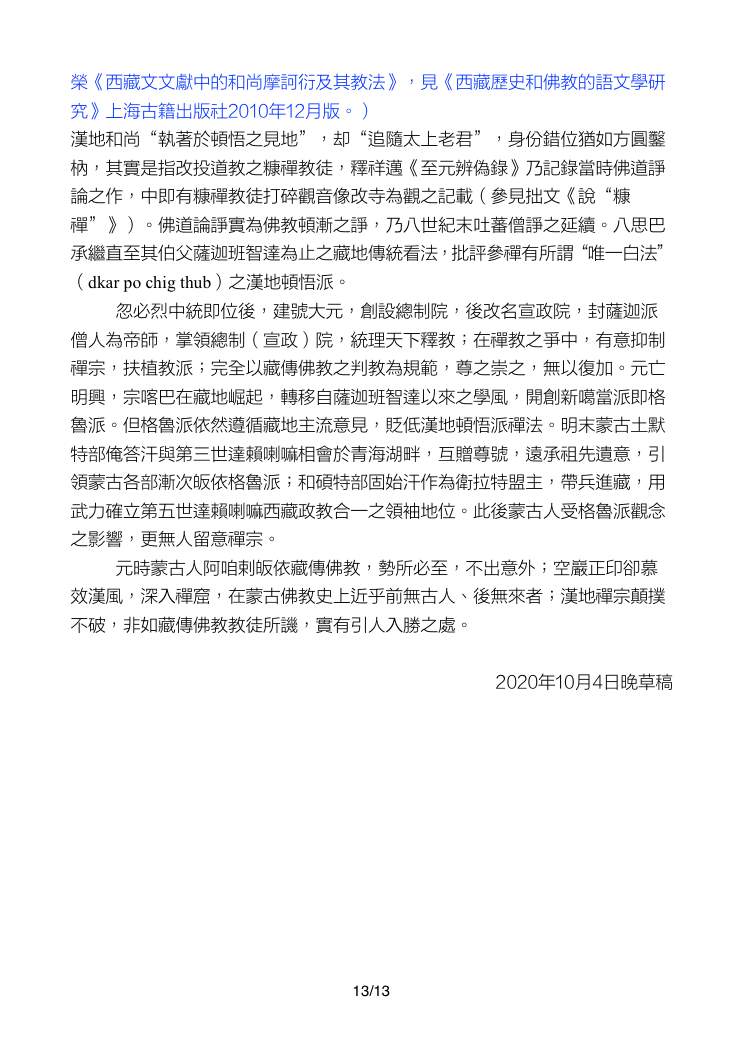 榮《西藏文文獻中的和尚摩訶衍及其教法》，見《西藏歷史和佛教的語文學研
究》上海古籍出版社2010年12月版。）
漢地和尚“執著於頓悟之見地”，却“追隨太上老君”，身份錯位猶如方圓鑿
枘，其實是指改投道教之糠禪教徒，釋祥邁《至元辨偽錄》乃記錄當時佛道諍
論之作，中即有糠禪教徒打碎觀音像改寺為觀之記載（參見拙文《說“糠
禪”》）。佛道論諍實為佛教頓漸之諍，乃八世紀末吐蕃僧諍之延續。八思巴
承繼直至其伯父薩迦班智達為止之藏地傳統看法，批評參禪有所謂“唯一白法”
（dkar po chig thub）之漢地頓悟派。
忽必烈中統即位後，建號大元，創設總制院，後改名宣政院，封薩迦派
僧人為帝師，掌領總制（宣政）院，統理天下釋教；在禪教之爭中，有意抑制
禪宗，扶植教派；完全以藏傳佛教之判教為規範，尊之崇之，無以復加。元亡
明興，宗喀巴在藏地崛起，轉移自薩迦班智達以來之學風，開創新噶當派即格
魯派。但格魯派依然遵循藏地主流意見，貶低漢地頓悟派禪法。明末蒙古土默
特部俺答汗與第三世達賴喇嘛相會於青海湖畔，互贈尊號，遠承祖先遺意，引
領蒙古各部漸次皈依格魯派；和碩特部固始汗作為衛拉特盟主，帶兵進藏，用
武力確立第五世達賴喇嘛西藏政教合一之領袖地位。此後蒙古人受格魯派觀念
之影響，更無人留意禪宗。
元時蒙古人阿咱剌皈依藏傳佛教，勢所必至，不出意外；空巖正印卻慕
效漢風，深入禪窟，在蒙古佛教史上近乎前無古人、後無來者；漢地禪宗顛撲
不破，非如藏傳佛教教徒所譏，實有引人入勝之處。
2020年10月4日晚草稿
13/13